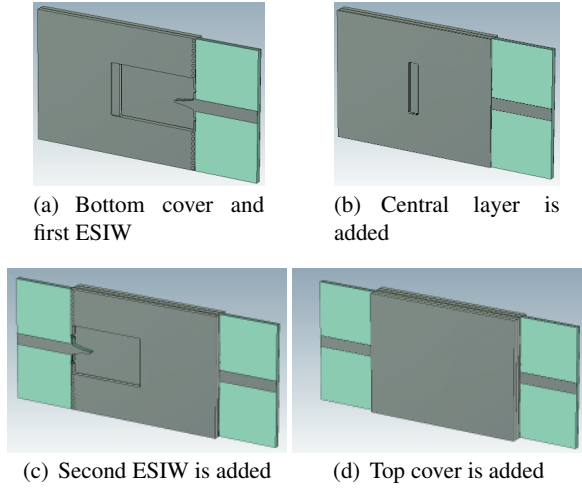 (a) Bottom cover and
first ESIW
(b) Central layer is
added
(c) Second ESIW is added
(d) Top cover is added